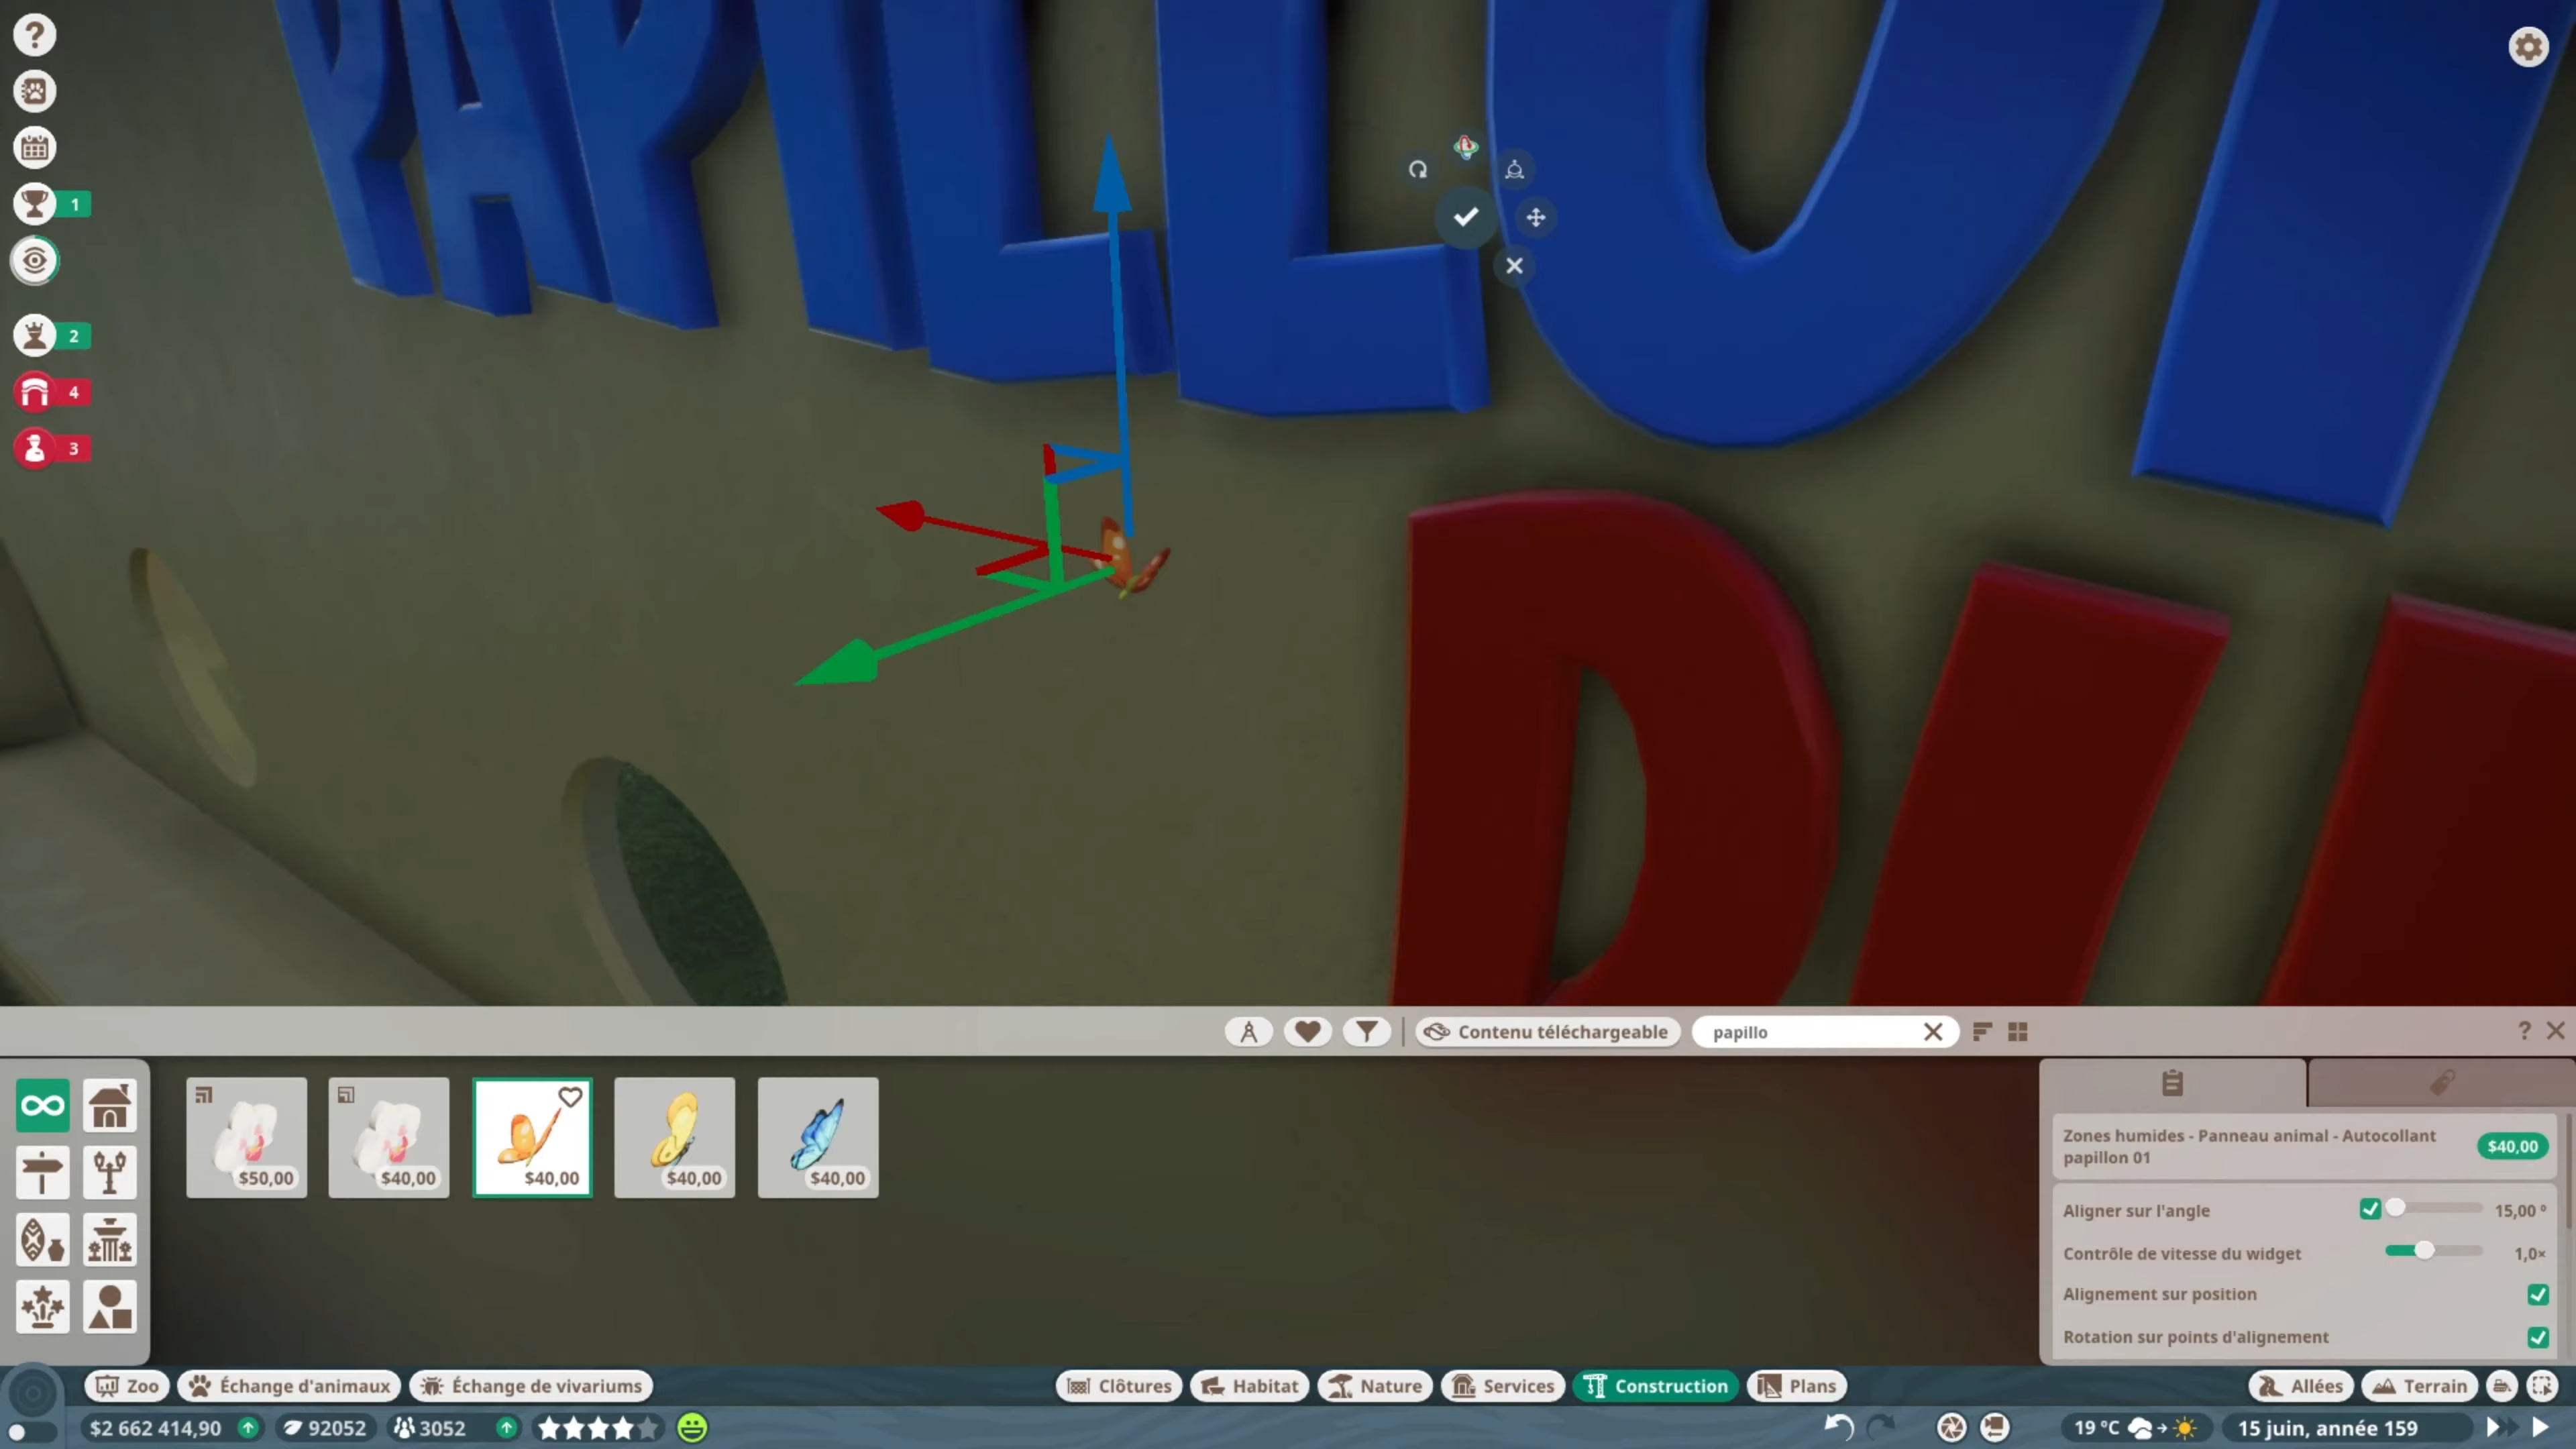 PAPILLON
1
2
4
3
Contenu téléchargeable
papillo
$50,00
$40,00
$40,00
$40,00
$40,00
Zones humides - Panneau animal - Autocollant
papillon 01
$40,00
Aligner sur l'angle
15,00 °
Contrôle de vitesse du widget
1,0×
Alignement sur position
Rotation sur points d'alignement
Zoo
Échange d'animaux
Échange de vivariums
Clôtures
Habitat
Nature
Services
Construction
Plans
Allées
Terrain
$2 662 414,90
92052
3052
19 °C
15 juin, année 159